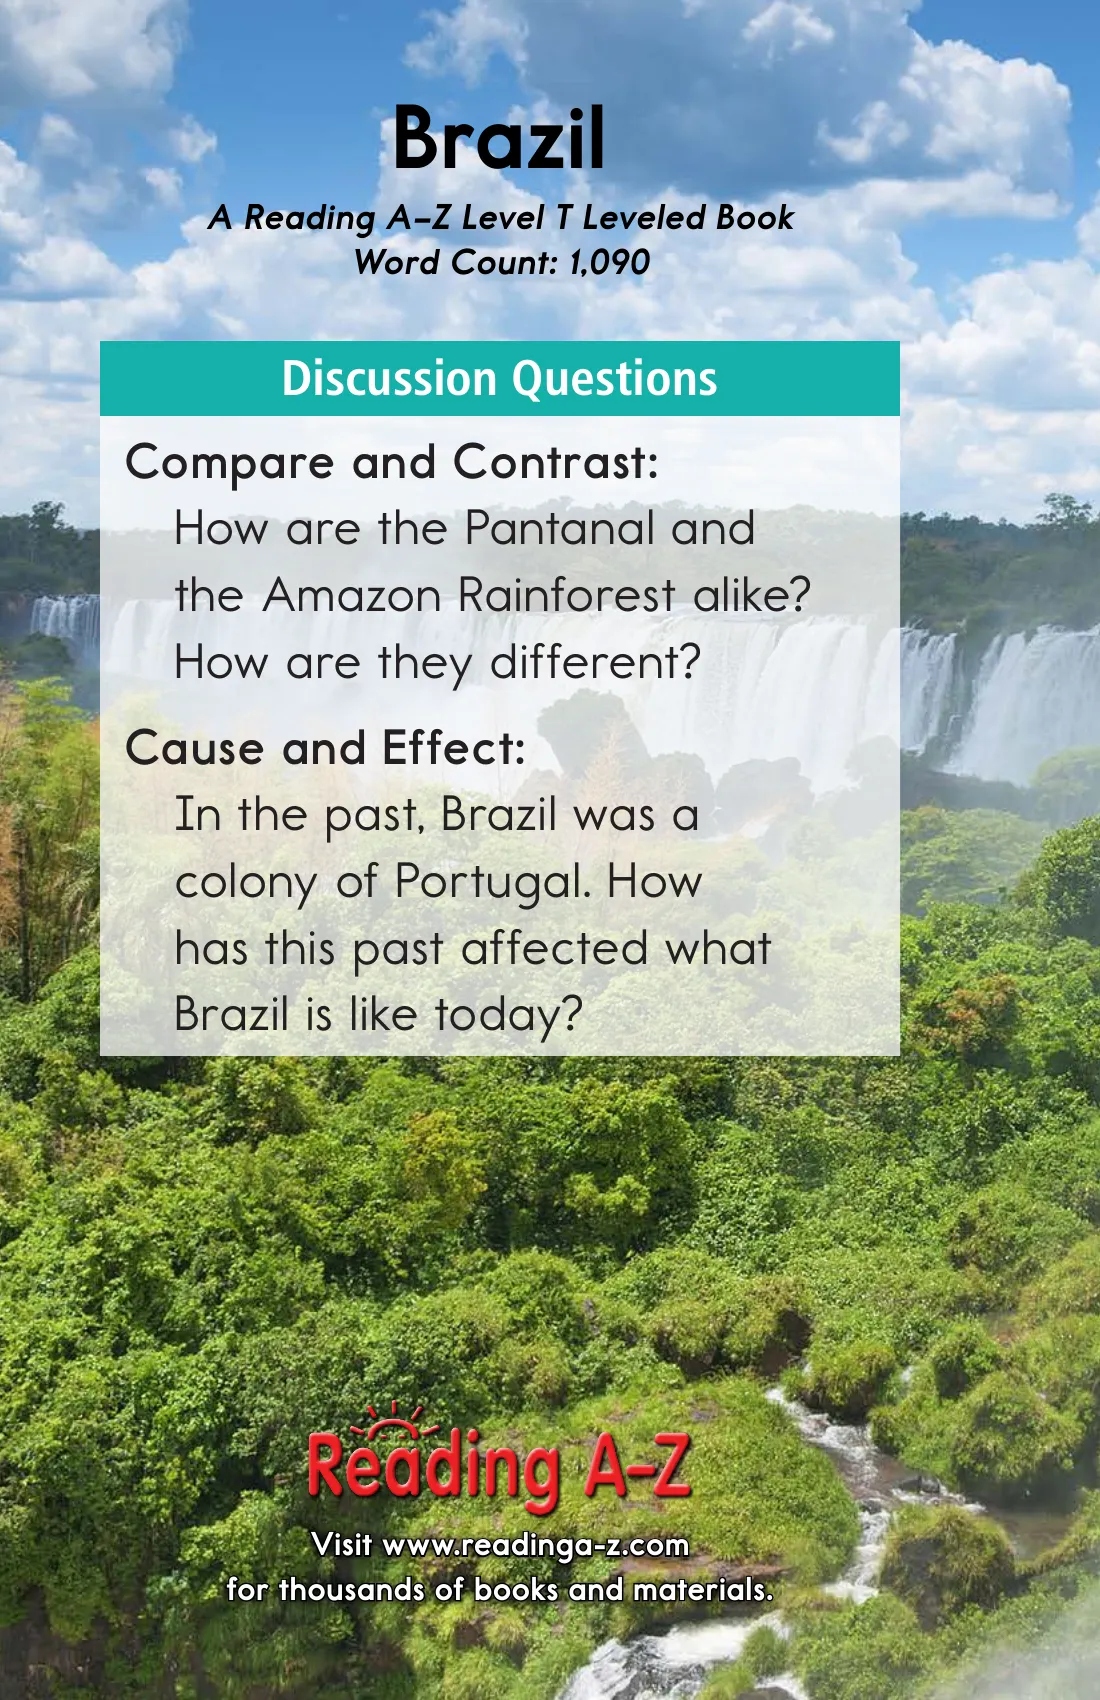 Brazil
A Reading A–Z Level T Leveled Book
Word Count: 1,090
Discussion Questions
Compare and Contrast:
How are the Pantanal and
the Amazon Rainforest alike?
How are they different?
Cause and Effect:
In the past, Brazil was a
colony of Portugal. How
has this past affected what
Brazil is like today?
Reading A–Z
Visit www.readinga-z.com
for thousands of books and materials.